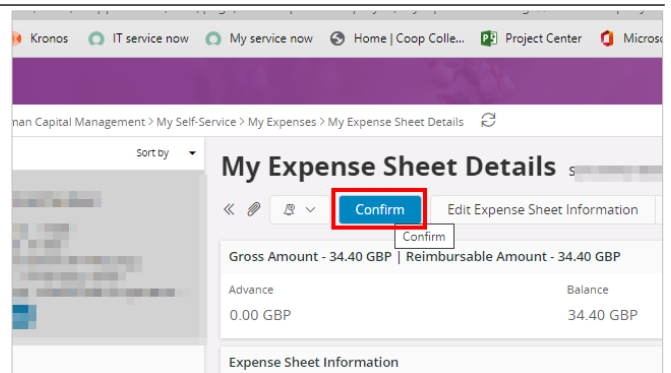 Kronos IT service now My service now Home | Coop Colle... Project Center Micros
man Capital Management > My Self-Service > My Expenses > My Expense Sheet Details
Sort by
My Expense Sheet Details
Confirm Edit Expense Sheet Information
Confirm
Gross Amount - 34.40 GBP | Reimbursable Amount - 34.40 GBP
Advance Balance
0.00 GBP 34.40 GBP
Expense Sheet Information